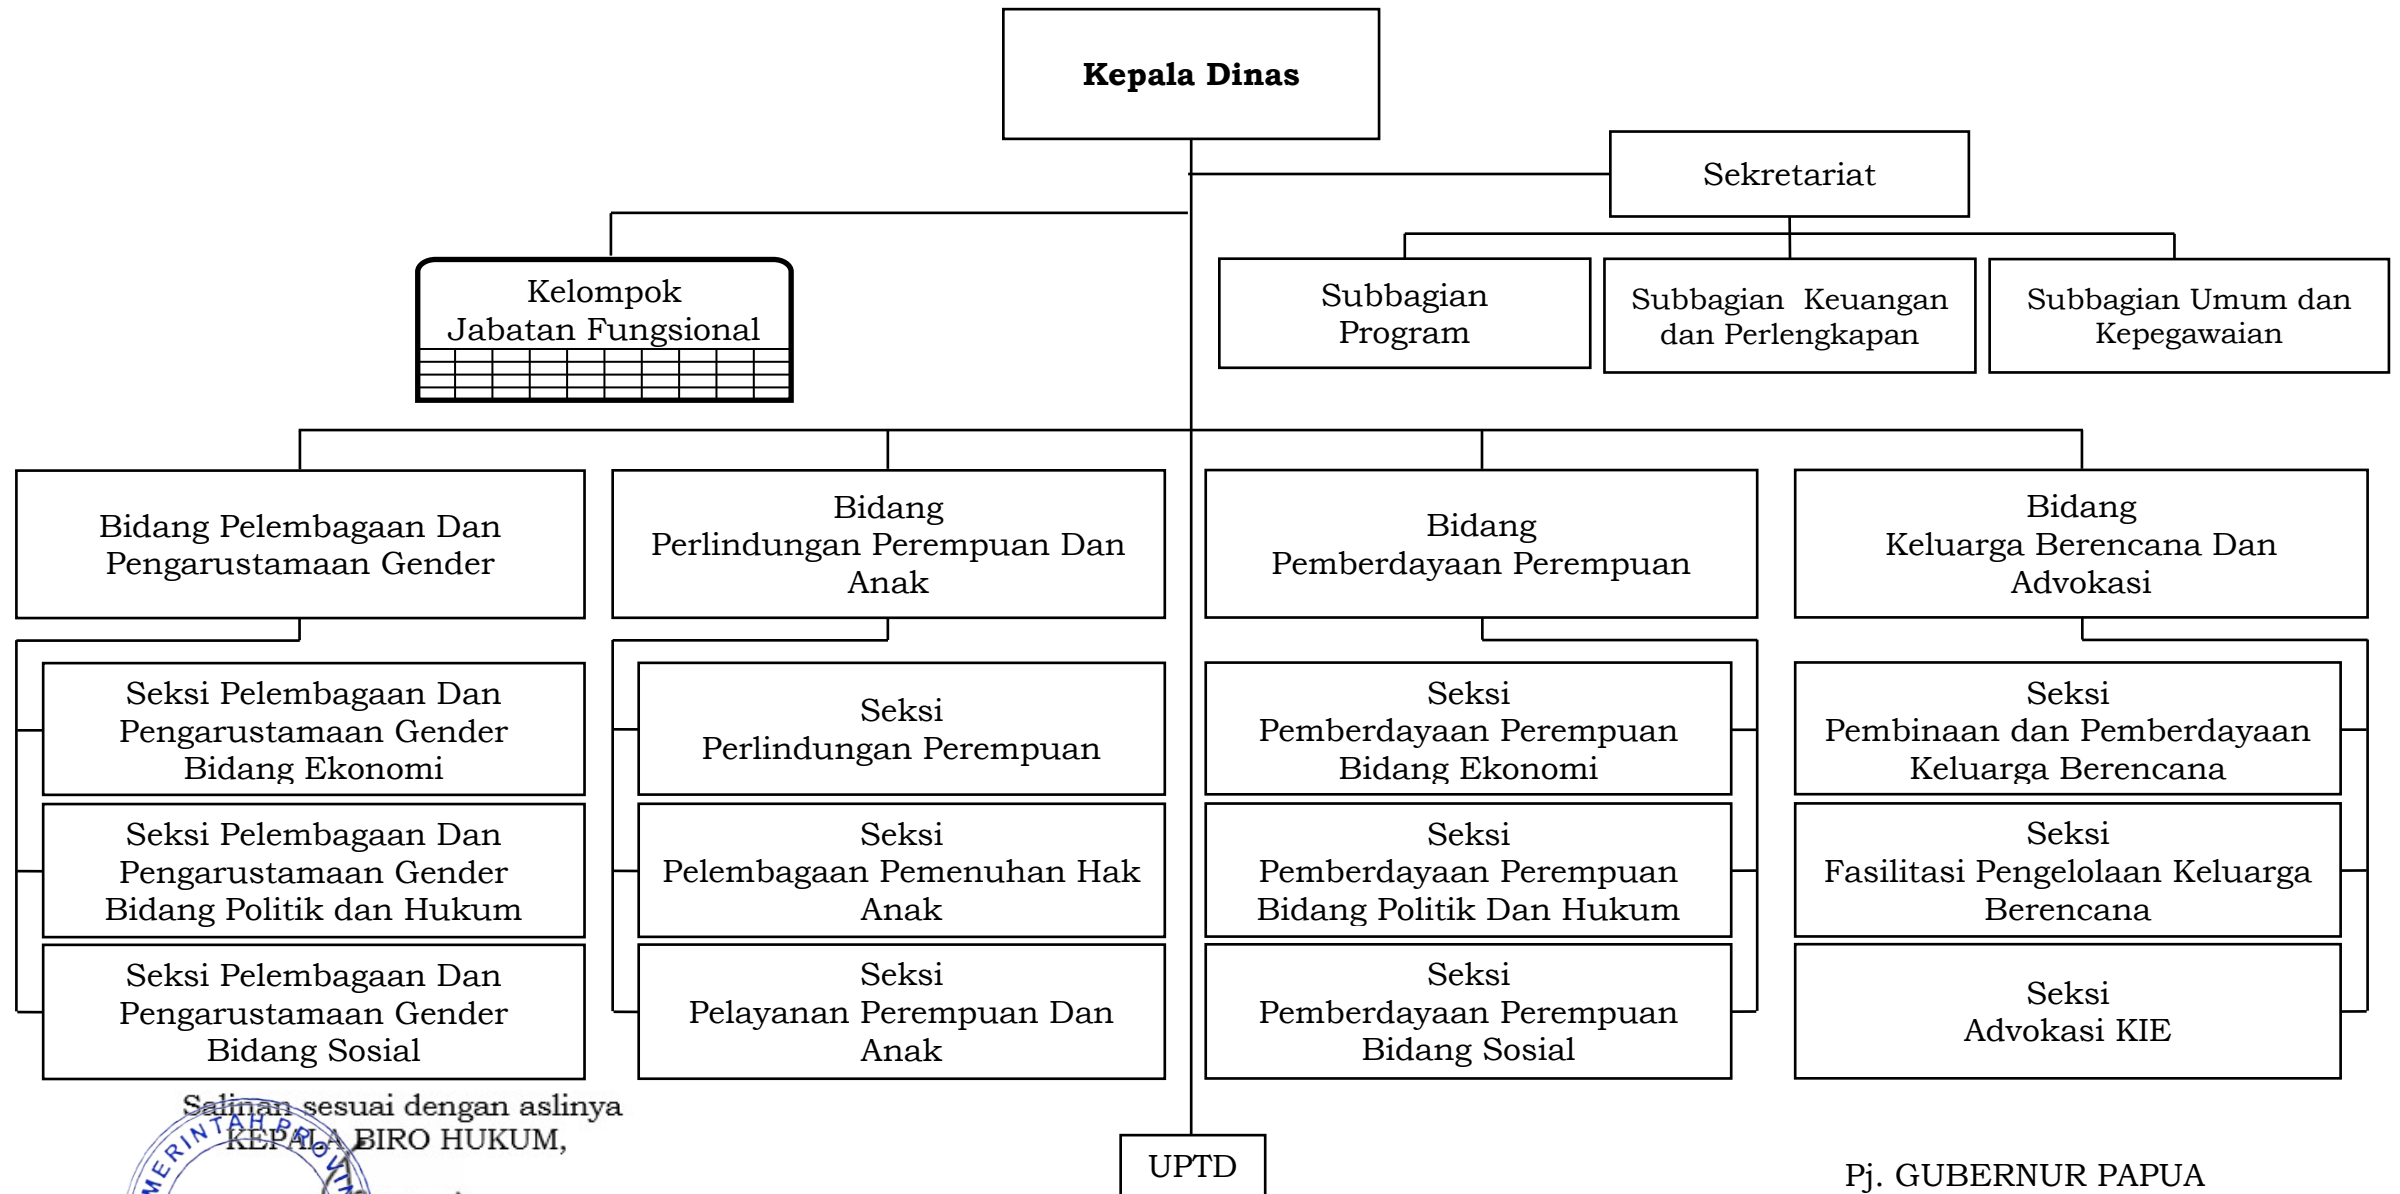 Kepala Dinas
Sekretariat
Kelompok
Jabatan Fungsional
Subbagian
Program
Subbagian Keuangan
dan Perlengkapan
Subbagian Umum dan
Kepegawaian
Bidang Pelembagaan Dan
Pengarustamaan Gender
Bidang
Perlindungan Perempuan Dan
Anak
Bidang
Pemberdayaan Perempuan
Bidang
Keluarga Berencana Dan
Advokasi
Seksi Pelembagaan Dan
Pengarustamaan Gender
Bidang Ekonomi
Seksi
Perlindungan Perempuan
Seksi
Pemberdayaan Perempuan
Bidang Ekonomi
Seksi
Pembinaan dan Pemberdayaan
Keluarga Berencana
Seksi Pelembagaan Dan
Pengarustamaan Gender
Bidang Politik dan Hukum
Seksi
Pelembagaan Pemenuhan Hak
Anak
Seksi
Pemberdayaan Perempuan
Bidang Politik Dan Hukum
Seksi
Fasilitasi Pengelolaan Keluarga
Berencana
Seksi Pelembagaan Dan
Pengarustamaan Gender
Bidang Sosial
Seksi
Pelayanan Perempuan Dan
Anak
Seksi
Pemberdayaan Perempuan
Bidang Sosial
Seksi
Advokasi KIE
Salinan sesuai dengan aslinya
KEPALA BIRO HUKUM,
MERINTAH PROVIN
UPTD
Pj. GUBERNUR PAPUA